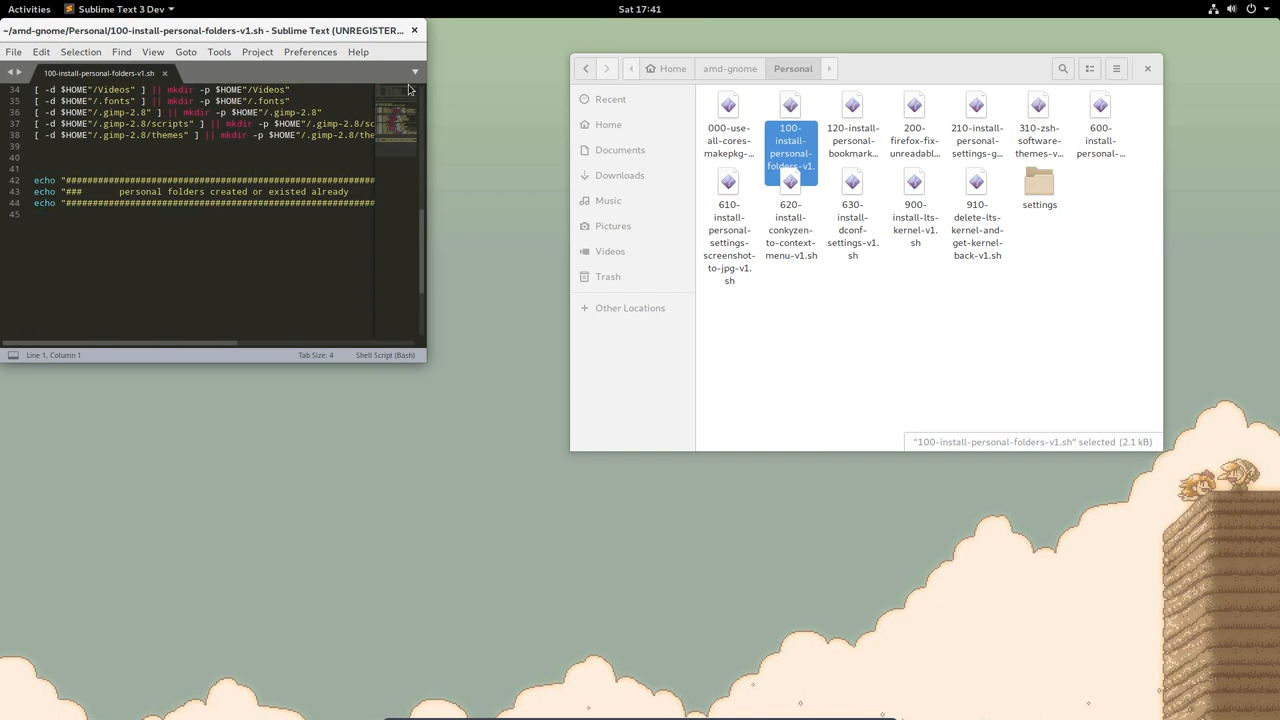 Activities
Sublime Text 3 Dev
Sat 17:41
~/amd-gnome/Personal/100-install-personal-folders-v1.sh - Sublime Text (UNREGISTER...
File Edit Selection Find View Goto Tools Project Preferences Help
100-install-personal-folders-v1.sh
34 [ -d $HOME"/Videos" ] || mkdir -p $HOME"/Videos"
35 [ -d $HOME"/.fonts" ] || mkdir -p $HOME"/.fonts"
36 [ -d $HOME"/.gimp-2.8" ] || mkdir -p $HOME"/.gimp-2.8"
37 [ -d $HOME"/.gimp-2.8/scripts" ] || mkdir -p $HOME"/.gimp-2.8/sc
38 [ -d $HOME"/.gimp-2.8/themes" ] || mkdir -p $HOME"/.gimp-2.8/the
39
40
41
42 echo "################################################################
43 echo "###       personal folders created or existed already
44 echo "################################################################
45
Line 1, Column 1
Tab Size: 4
Shell Script (Bash)
Home
amd-gnome
Personal
Recent
Home
Documents
Downloads
Music
Pictures
Videos
Trash
Other Locations
000-use-
all-cores-
makepkg-...
100-
install-
personal-
folders-v1.
120-install-
personal-
bookmark...
200-
firefox-fix-
unreadabl...
210-install-
personal-
settings-g...
310-zsh-
software-
themes-v...
600-
install-
personal-...
610-
install-
personal-
settings-
screenshot-
to-jpg-v1.
sh
620-
install-
conkyzen-
to-context-
menu-v1.sh
630-
install-
dconf-
settings-v1.
sh
900-
install-lts-
kernel-v1.
sh
910-
delete-lts-
kernel-and-
get-kernel-
back-v1.sh
settings
"100-install-personal-folders-v1.sh" selected (2.1 kB)